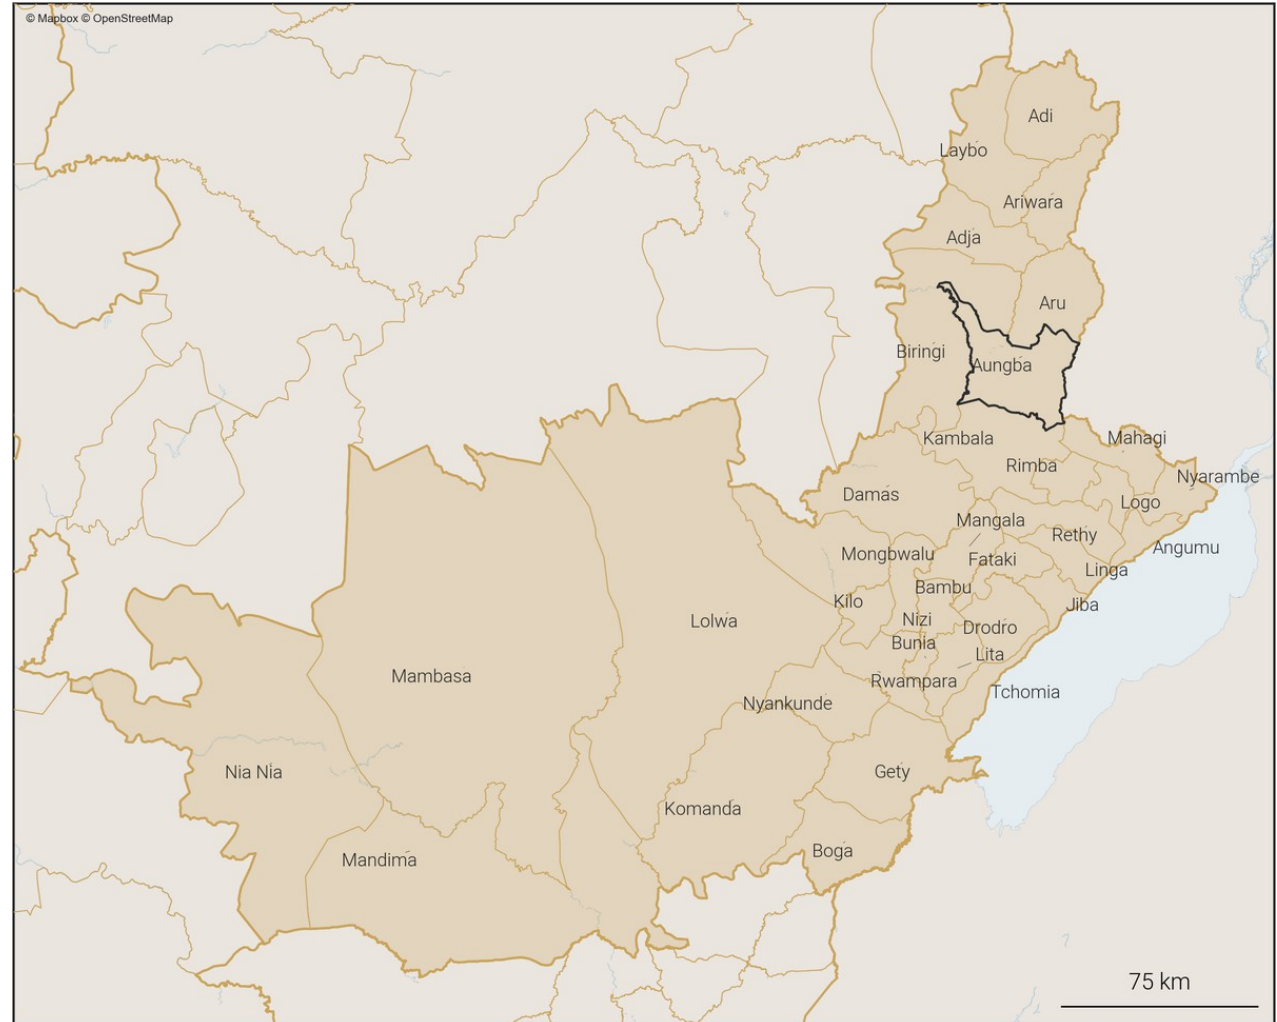 © Mapbox © OpenStreetMap
Adi
Laybo
Ariwara
Adja
Aru
Biringi
Aungba
Kambala
Mahagi
Rimba
Nyarambe
Damas
Logo
Mangala
Rethy
Angumu
Mongbwalu
Fataki
Linga
Bambu
Kilo
Jiba
Nizi
Lolwa
Drodro
Bunia
Lita
Mambasa
Rwampara
Tchomia
Nyankunde
Nia Nia
Gety
Komanda
Boga
Mandima
75 km